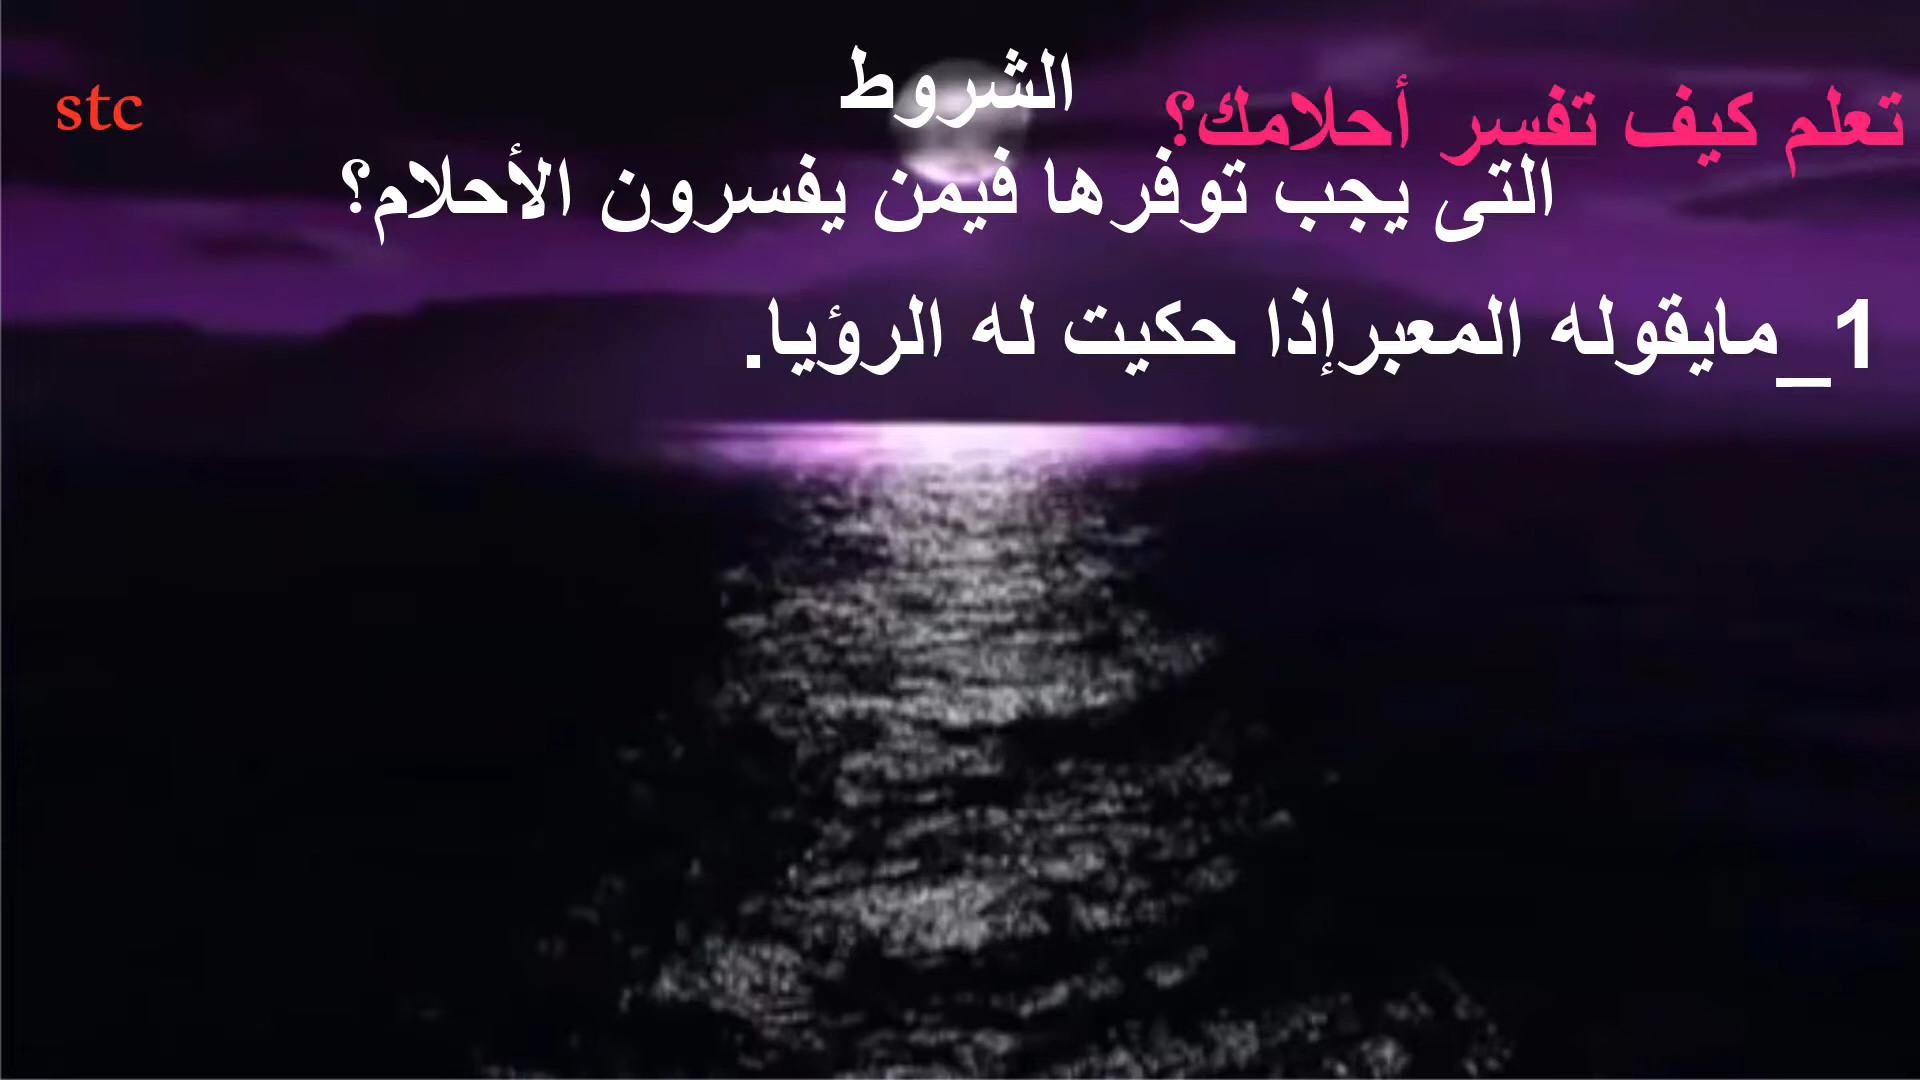 تعلم كيف تفسر أحلامك؟
stc
الشروط
التى يجب توفرها فيمن يفسرون الأحلام؟
1_مايقوله المعبرإذا حكيت له الرؤيا.